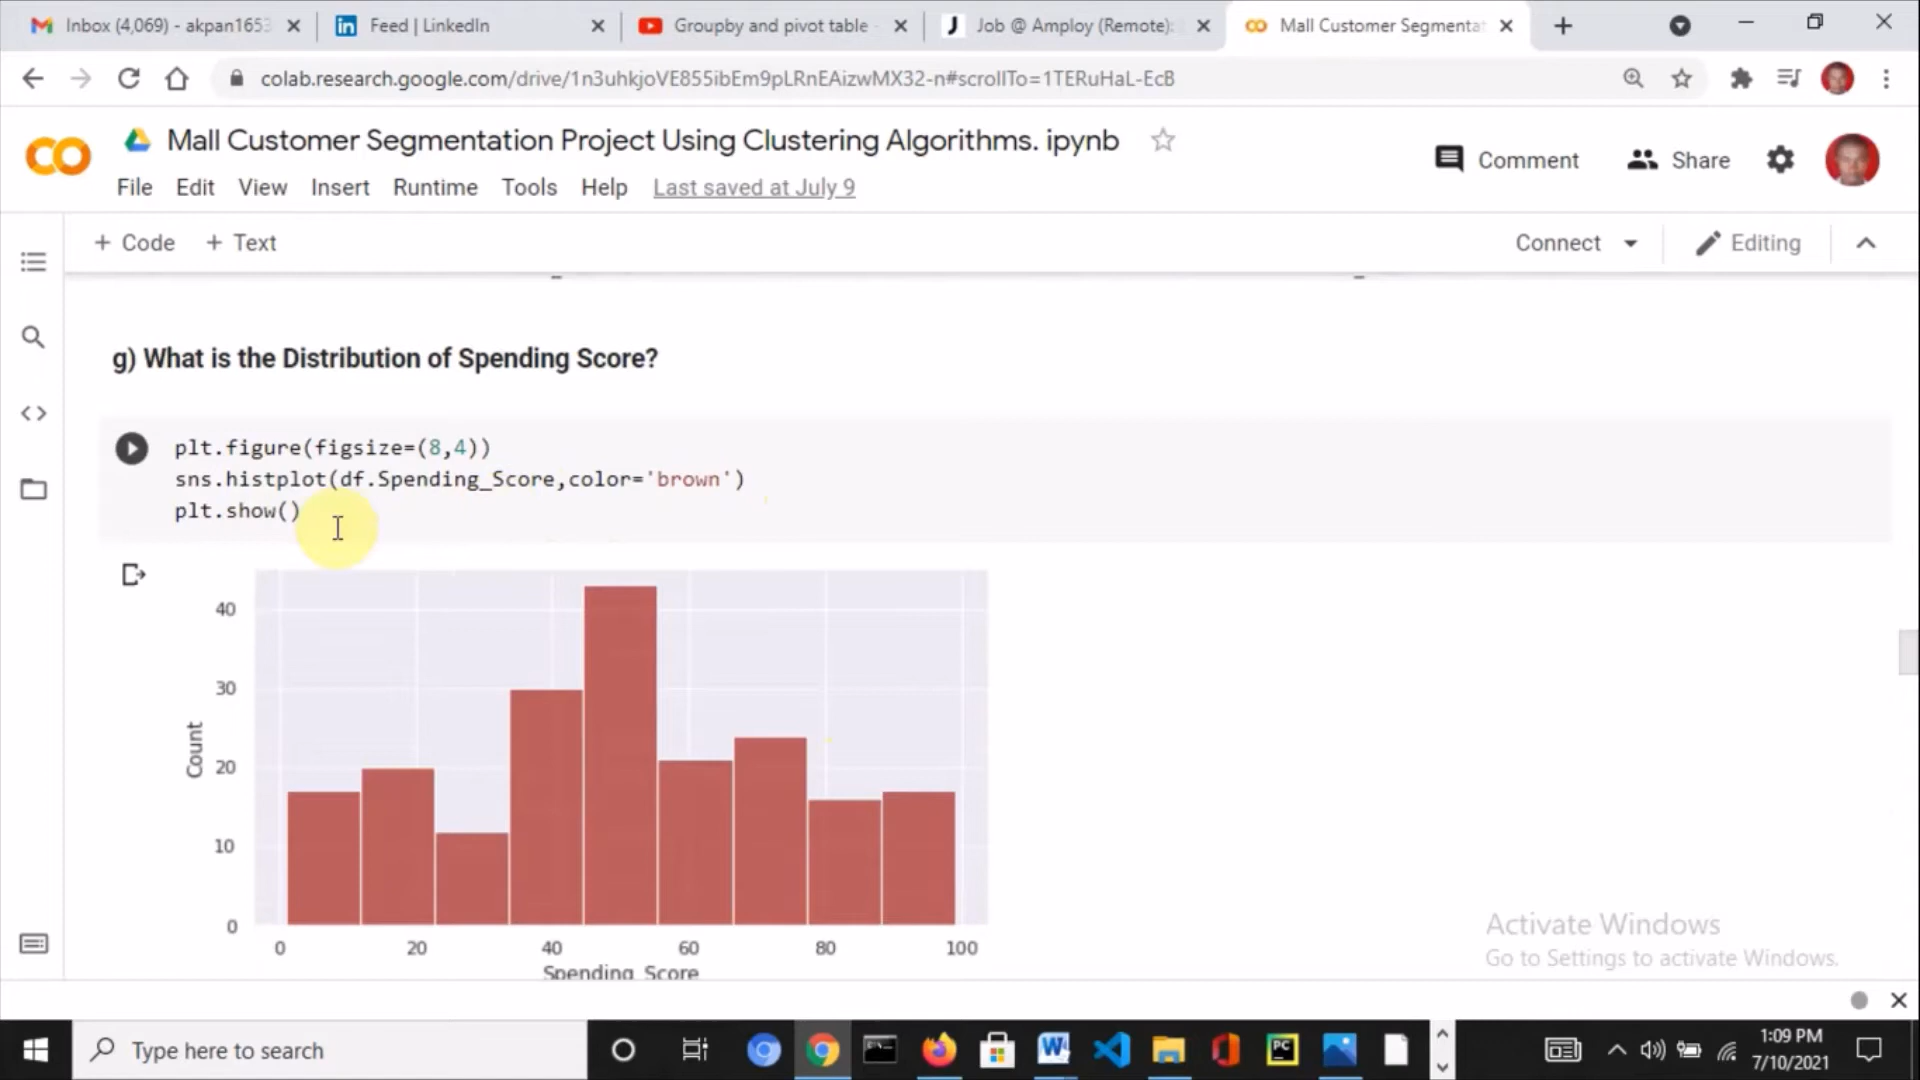 Inbox (4,069) - akpan1653
Feed | LinkedIn
Groupby and pivot table -
Job @ Amploy (Remote):
Mall Customer Segmentat
colab.research.google.com/drive/1n3uhkjoVE855ibEm9pLRnEAizwMX32-n#scrollTo=1TERuHaL-EcB
Mall Customer Segmentation Project Using Clustering Algorithms. ipynb
Comment
Share
File Edit View Insert Runtime Tools Help Last saved at July 9
+ Code + Text
Connect
Editing
g) What is the Distribution of Spending Score?
plt.figure(figsize=(8,4))
sns.histplot(df.Spending_Score,color='brown')
plt.show()
40
30
20
10
0
Count
0 20 40 60 80 100
Spending_Score
Activate Windows
Go to Settings to activate Windows.
Type here to search
1:09 PM
7/10/2021